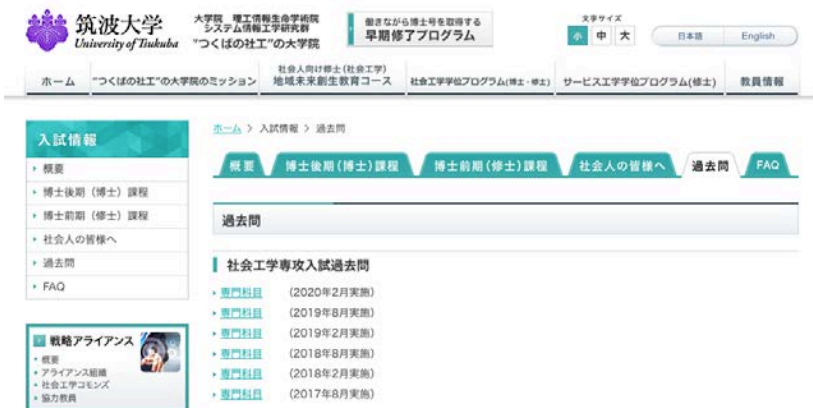 筑波大学
University of Tsukuba
大学院 理工情報生命学術院
システム情報工学研究群
"つくばの社工"の大学院
働きながら博士号を取得する
早期修了プログラム
文字サイズ
小 中 大
日本語 English
ホーム
"つくばの社工"の大学院のミッション
社会人向け修士(社会工学)
地域未来創生教育コース
社会工学学位プログラム(博士・修士)
サービス工学学位プログラム(修士)
教員情報
入試情報
概要
博士後期（博士）課程
博士前期（修士）課程
社会人の皆様へ
過去問
FAQ
戦略アライアンス
概要
アライアンス組織
社会工学コモンズ
協力教員
ホーム > 入試情報 > 過去問
概要 博士後期(博士)課程 博士前期(修士)課程 社会人の皆様へ 過去問 FAQ
過去問
社会工学専攻入試過去問
専門科目 (2020年2月実施)
専門科目 (2019年8月実施)
専門科目 (2019年2月実施)
専門科目 (2018年8月実施)
専門科目 (2018年2月実施)
専門科目 (2017年8月実施)